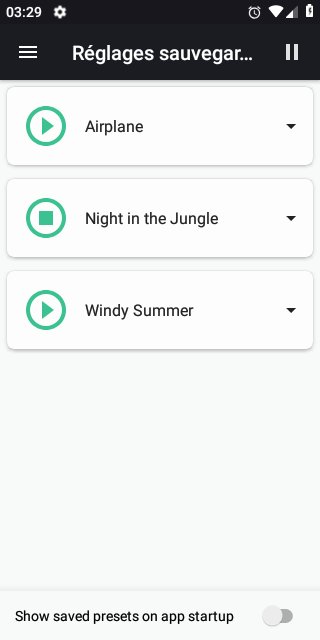 03:29
Réglages sauvegar...
Airplane
Night in the Jungle
Windy Summer
Show saved presets on app startup